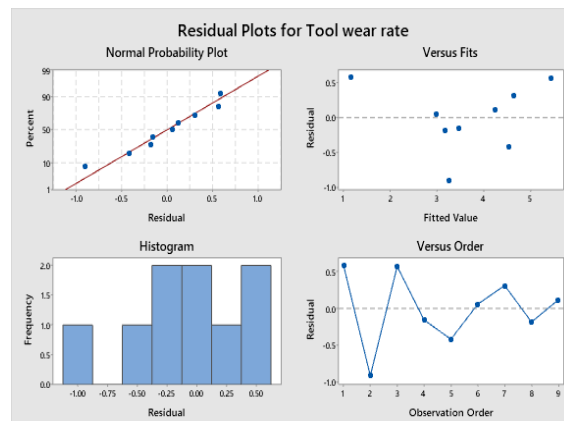 Residual Plots for Tool wear rate
Normal Probability Plot
99
90
50
10
1
Percent
-1.0 -0.5 0.0 0.5 1.0
Residual
Versus Fits
0.5
0.0
-0.5
-1.0
Residual
1 2 3 4 5
Fitted Value
Histogram
2.0
1.5
1.0
0.5
0.0
Frequency
-1.00 -0.75 -0.50 -0.25 0.00 0.25 0.50
Residual
Versus Order
0.5
0.0
-0.5
-1.0
Residual
1 2 3 4 5 6 7 8 9
Observation Order